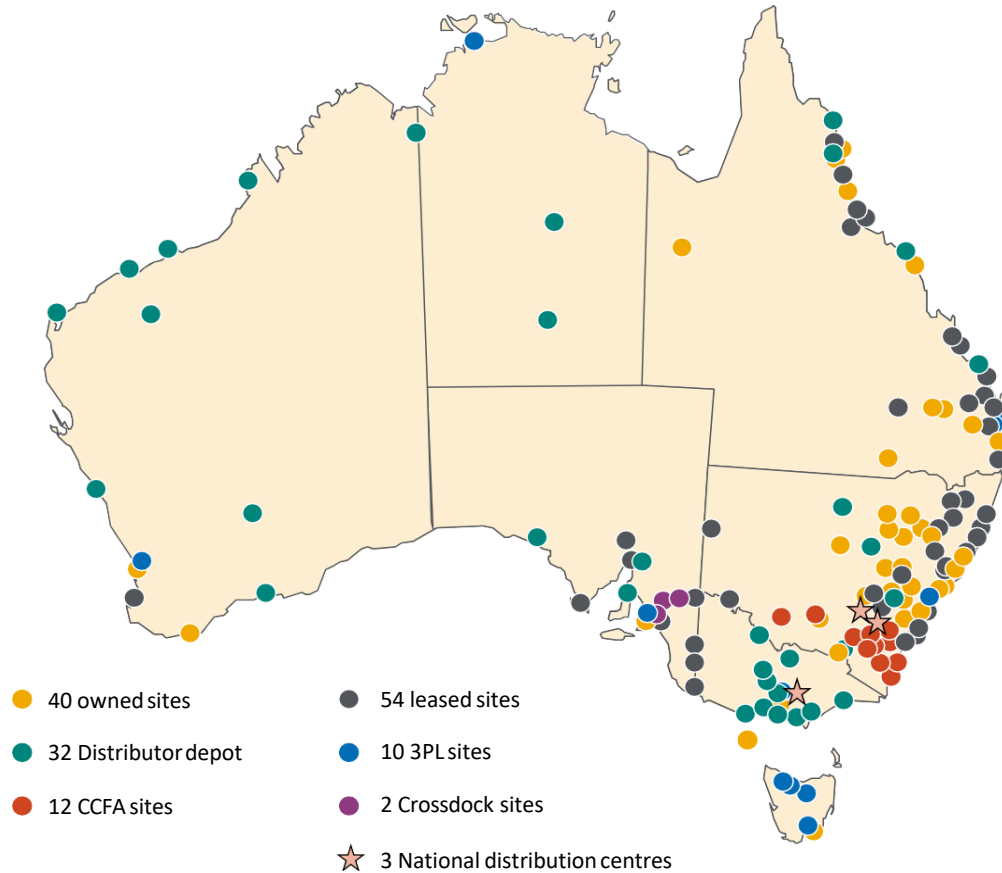 40 owned sites
54 leased sites
32 Distributor depot
10 3PL sites
12 CCFA sites
2 Crossdock sites
3 National distribution centres